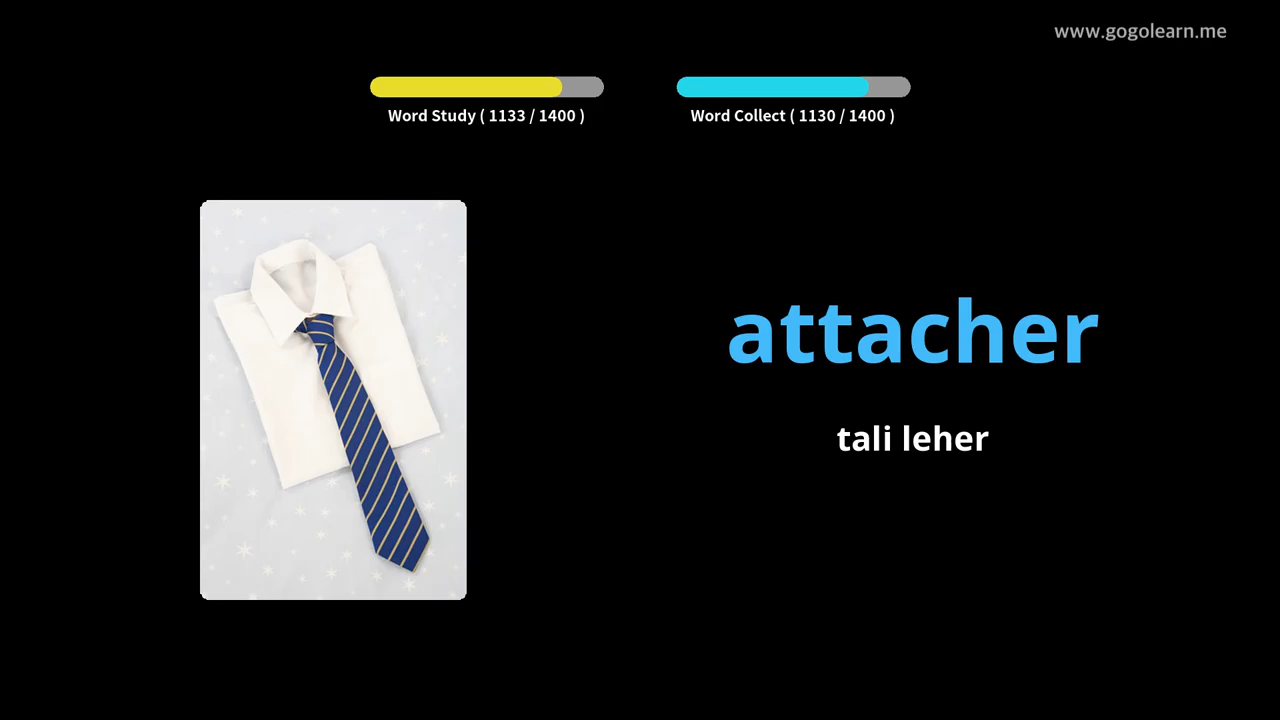 www.gogolearn.me
Word Study ( 1133 / 1400 )
Word Collect ( 1130 / 1400 )
attacher
tali leher